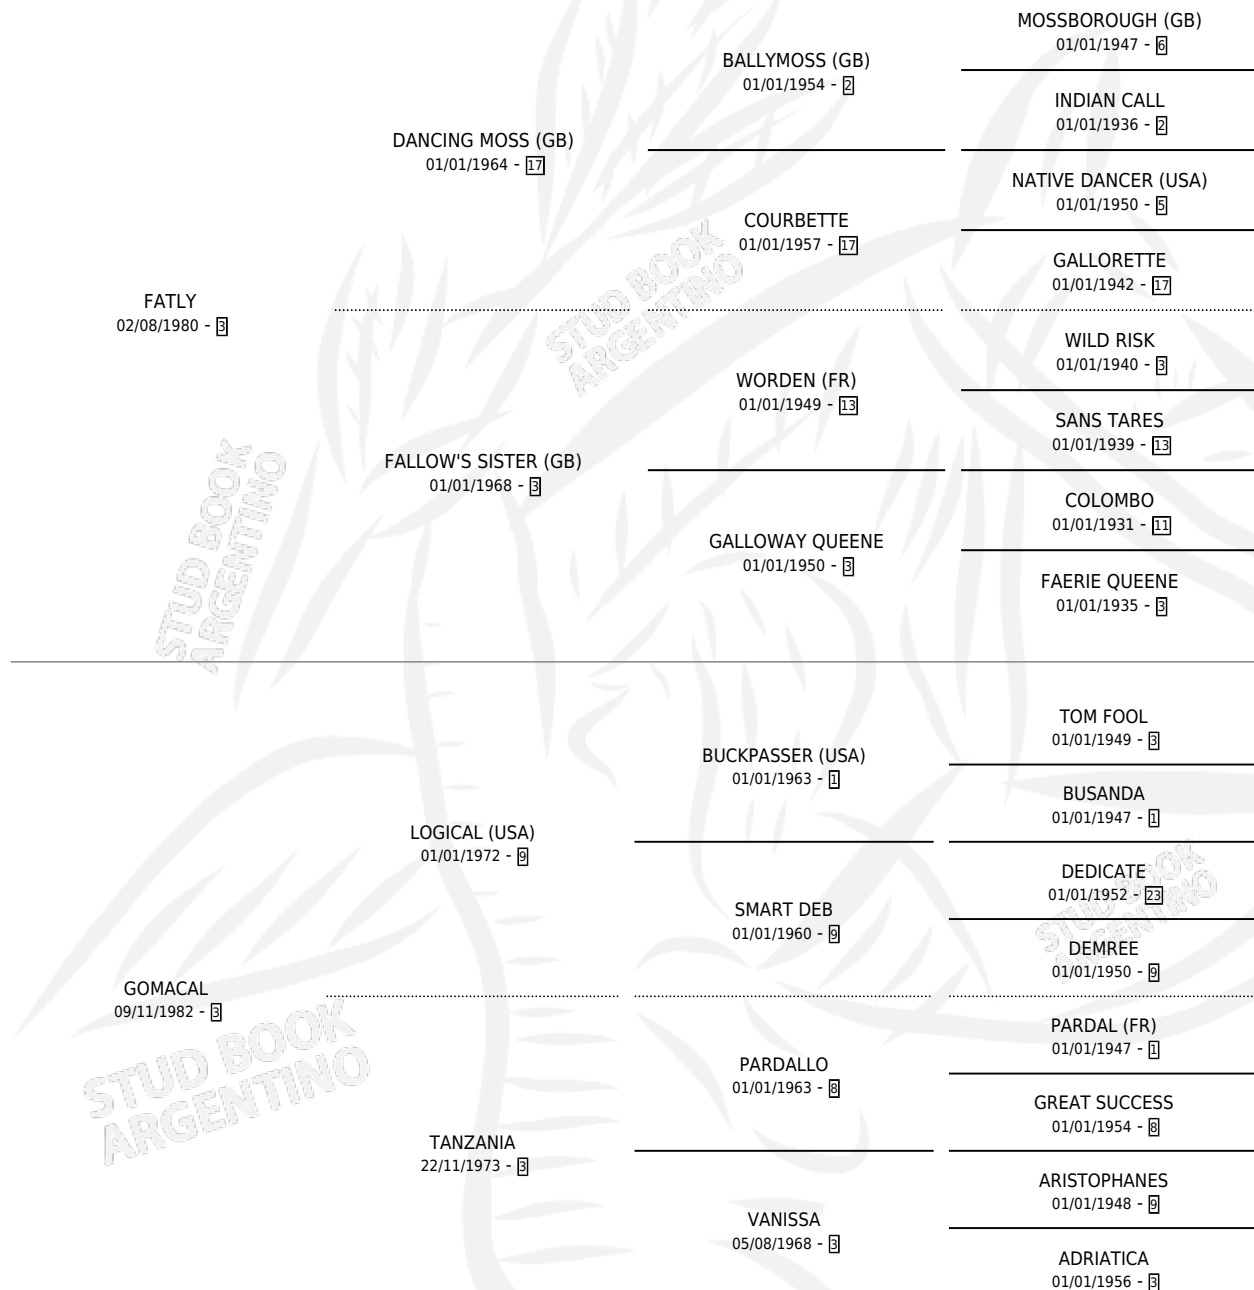 MOSSBOROUGH (GB)
01/01/1947 - 6
BALLYMOSS (GB)
01/01/1954 - 2
INDIAN CALL
01/01/1936 - 2
DANCING MOSS (GB)
01/01/1964 - 17
NATIVE DANCER (USA)
01/01/1950 - 5
COURBETTE
01/01/1957 - 17
GALLORETTE
01/01/1942 - 17
FATLY
02/08/1980 - 3
WILD RISK
01/01/1940 - 3
WORDEN (FR)
01/01/1949 - 13
SANS TARES
01/01/1939 - 13
FALLOW'S SISTER (GB)
01/01/1968 - 3
COLOMBO
01/01/1931 - 11
GALLOWAY QUEENE
01/01/1950 - 3
FAERIE QUEENE
01/01/1935 - 3
STUD BOOK
ARGENTINO
STUD BOOK
ARGENTINO
TOM FOOL
01/01/1949 - 3
BUCKPASSER (USA)
01/01/1963 - 1
BUSANDA
01/01/1947 - 1
LOGICAL (USA)
01/01/1972 - 9
DEDICATE
01/01/1952 - 23
SMART DEB
01/01/1960 - 9
DEMREE
01/01/1950 - 9
GOMACAL
09/11/1982 - 3
PARDAL (FR)
01/01/1947 - 1
PARDALLO
01/01/1963 - 8
GREAT SUCCESS
01/01/1954 - 8
TANZANIA
22/11/1973 - 3
ARISTOPHANES
01/01/1948 - 9
VANISSA
05/08/1968 - 3
ADRIATICA
01/01/1956 - 3
STUD BOOK
ARGENTINO
STUD BOOK
ARGENTINO